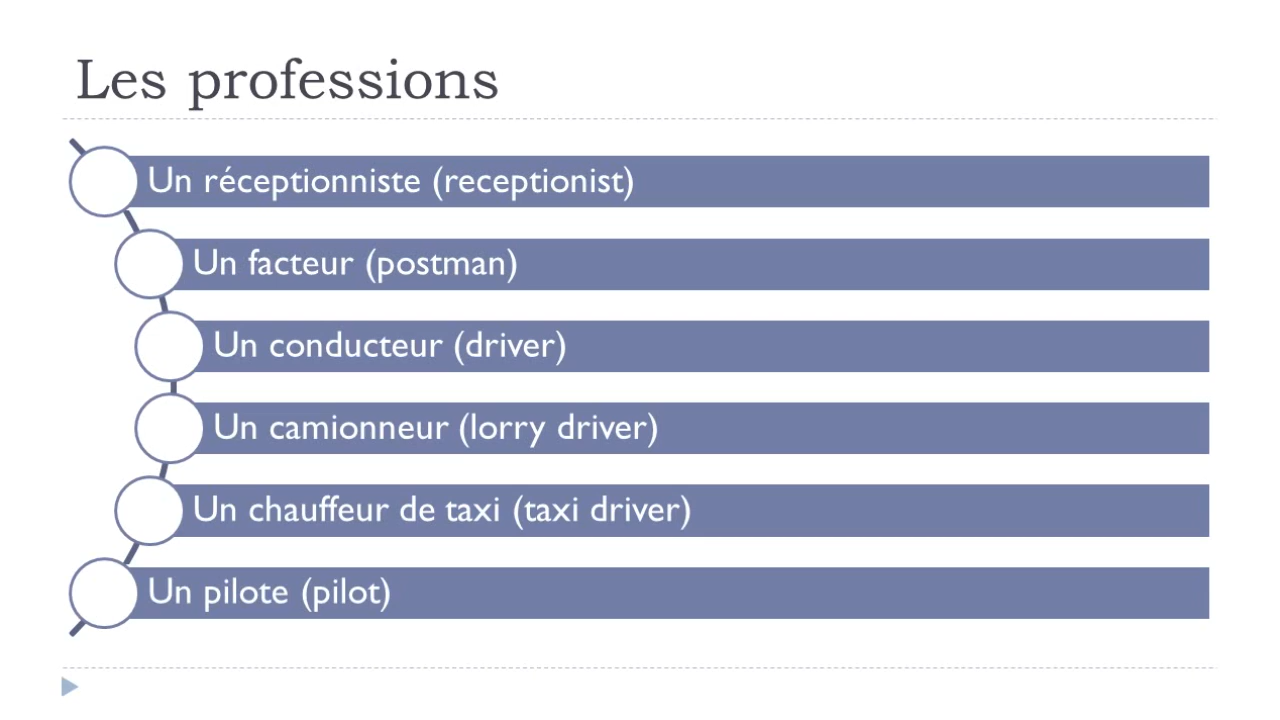 Les professions
Un réceptionniste (receptionist)
Un facteur (postman)
Un conducteur (driver)
Un camionneur (lorry driver)
Un chauffeur de taxi (taxi driver)
Un pilote (pilot)